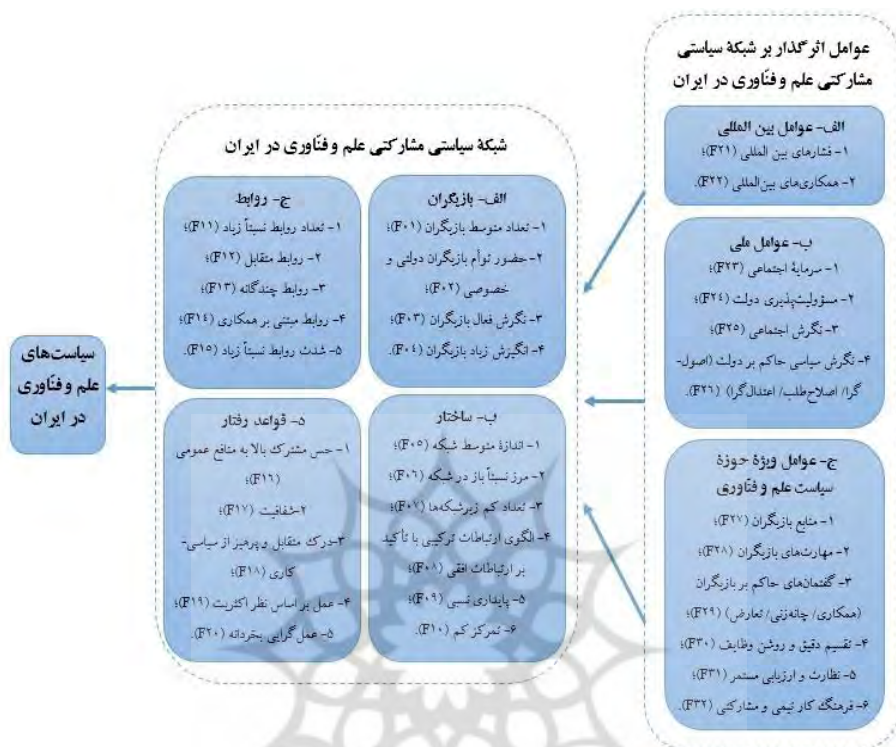 عوامل اثرگذار بر شبکهٔ سیاستی
مشارکتی علم و فنّاوری در ایران
الف- عوامل بین المللی
۱- فشارهای بین المللی (F۲۱)؛
۲- همکاری‌های بین‌المللی (F۲۲).
ب- عوامل ملی
۱- سرمایهٔ اجتماعی (F۲۳)؛
۲- مسؤولیت‌پذیری دولت (F۲۴)؛
۳- نگرش اجتماعی (F۲۵)؛
۴- نگرش سیاسی حاکم بر دولت (اصول-
گرا/ اصلاح‌طلب/ اعتدال‌گرا) (F۲۶).
ج- عوامل ویژهٔ حوزهٔ
سیاست علم و فنّاوری
۱- منابع بازیگران (F۲۷)؛
۲- مهارت‌های بازیگران (F۲۸)؛
۳- گفتمان‌های حاکم بر بازیگران
(همکاری/ چانه‌زنی/ تعارض) (F۲۹)؛
۴- تقسیم دقیق و روشن وظایف (F۳۰)؛
۵- نظارت و ارزیابی مستمر (F۳۱)؛
۶- فرهنگ کار تیمی و مشارکتی (F۳۲).
شبکهٔ سیاستی مشارکتی علم و فنّاوری در ایران
الف- بازیگران
۱- تعداد متوسط بازیگران (F۰۱)؛
۲- حضور توأم بازیگران دولتی و
خصوصی (F۰۲)؛
۳- نگرش فعال بازیگران (F۰۳)؛
۴- انگیزش زیاد بازیگران (F۰۴).
ب- ساختار
۱- اندازهٔ متوسط شبکه (F۰۵)؛
۲- مرز نسبتاً باز در شبکه (F۰۶)؛
۳- تعداد کم زیرشبکه‌ها (F۰۷)؛
۴- الگوی ارتباطات ترکیبی با تأکید
بر ارتباطات افقی (F۰۸)؛
۵- پایداری نسبی (F۰۹)؛
۶- تمرکز کم (F۱۰).
ج- روابط
۱- تعداد روابط نسبتاً زیاد (F۱۱)؛
۲- روابط متقابل (F۱۲)؛
۳- روابط چندگانه (F۱۳)؛
۴- روابط مبتنی بر همکاری (F۱۴)؛
۵- شدت روابط نسبتاً زیاد (F۱۵).
د- قواعد رفتار
۱- حس مشترک بالا به منافع عمومی
(F۱۶)؛
۲-شفافیت (F۱۷)؛
۳-درک متقابل و پرهیز از سیاسی-
کاری (F۱۸)؛
۴- عمل بر اساس نظر اکثریت (F۱۹)؛
۵- عمل‌گرایی بخردانه (F۲۰).
سیاست‌های
علم و فنّاوری
در ایران